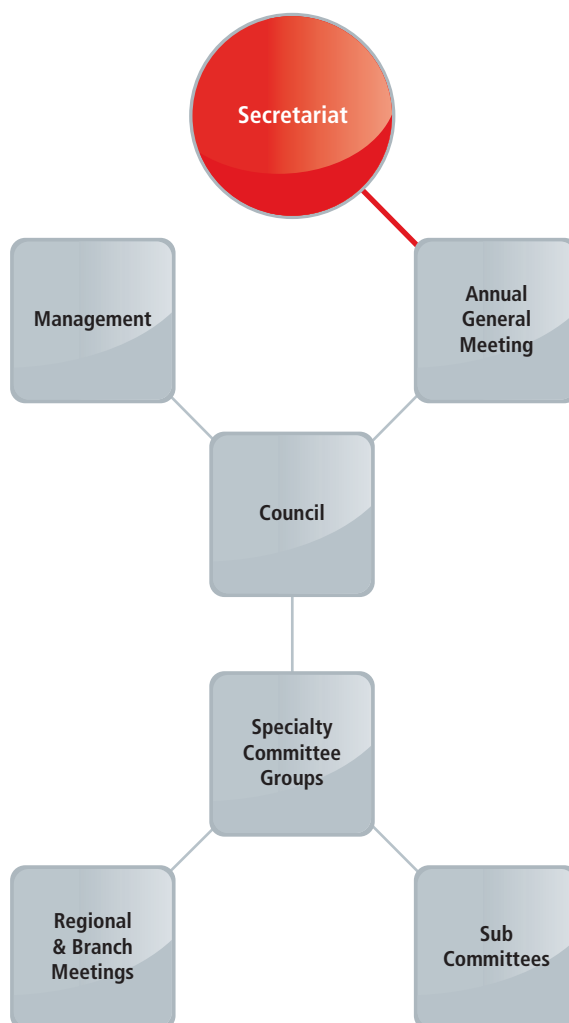 Secretariat
Management
Annual
General
Meeting
Council
Specialty
Committee
Groups
Regional
& Branch
Meetings
Sub
Committees